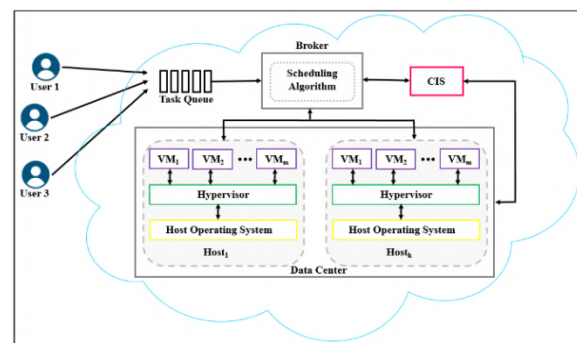 Broker
User 1
Scheduling
Algorithm
CIS
Task Queue
User 2
User 3
VM₁
VM₂
•••
VMₘ
VM₁
VM₂
•••
VMₘ
Hypervisor
Hypervisor
Host Operating System
Host Operating System
Host₁
Hostₖ
Data Center